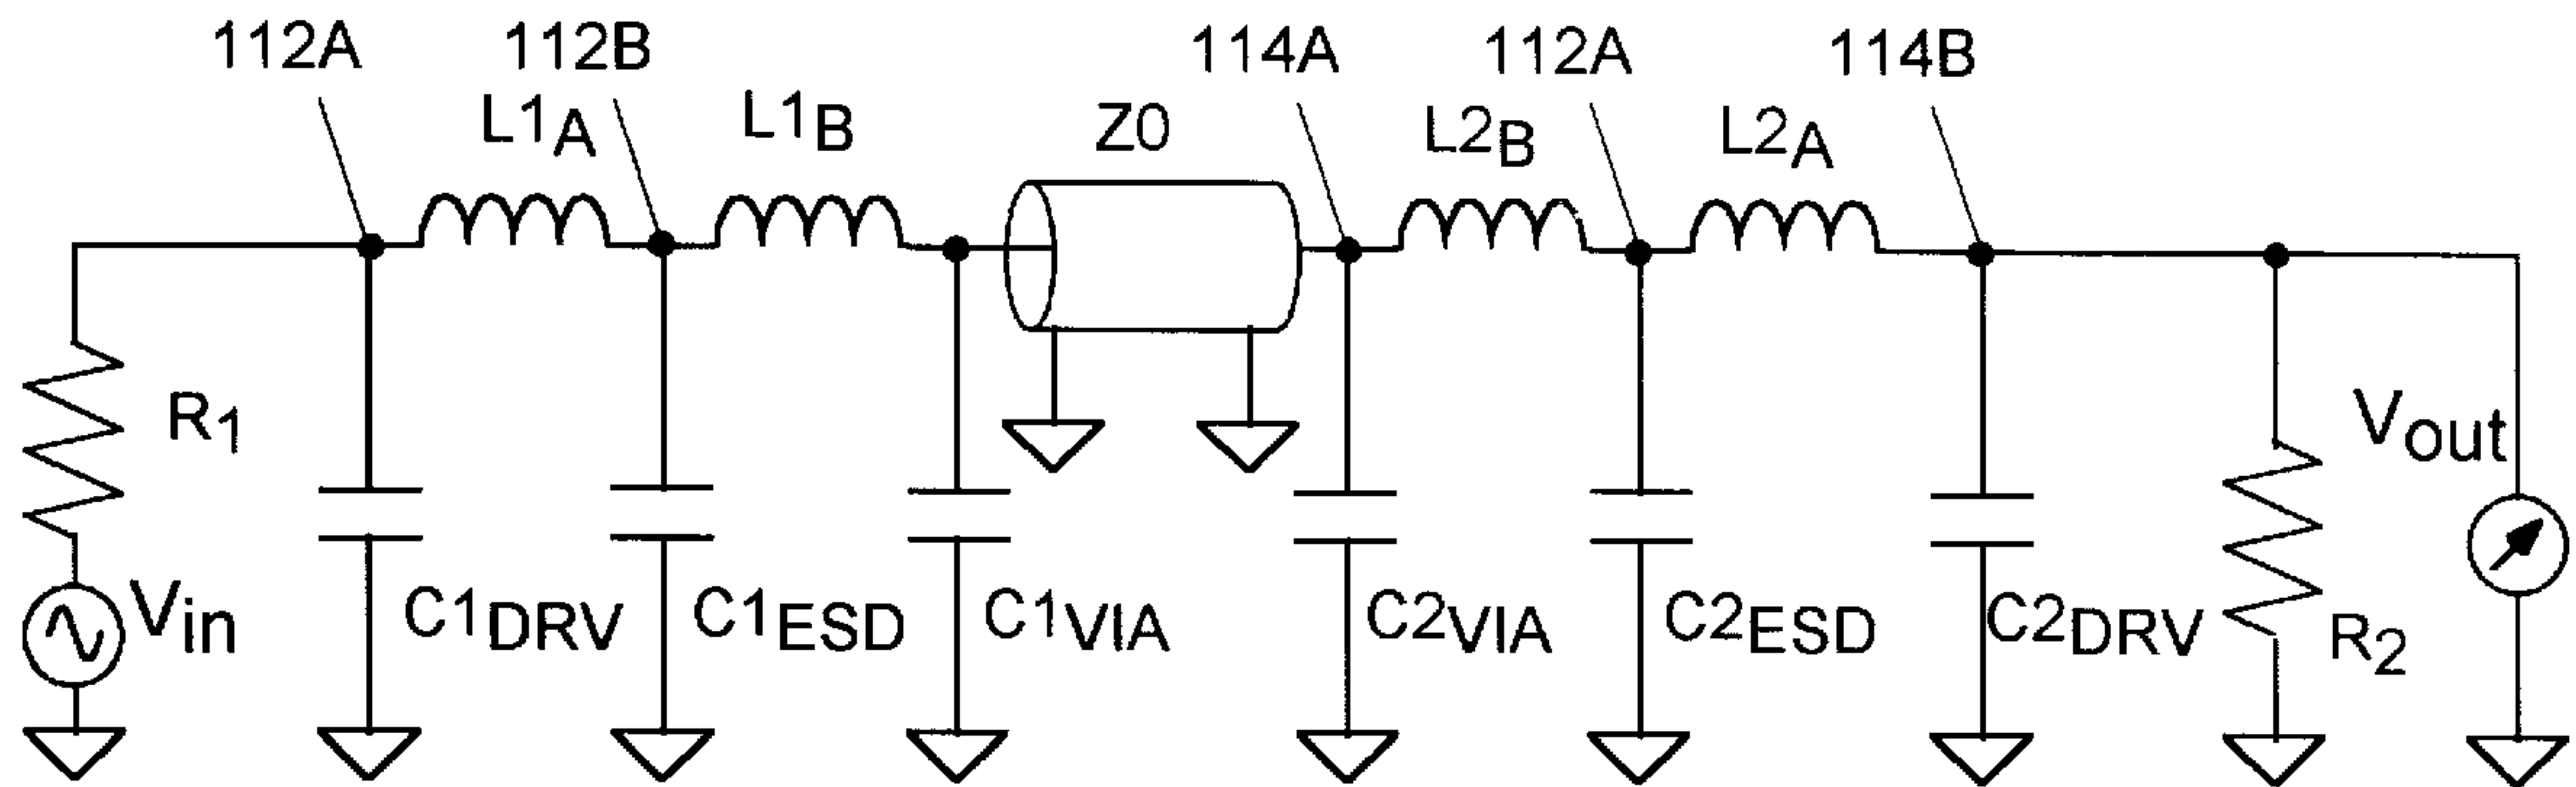 112A 112B 114A 112A 114B
L1A L1B Z0 L2B L2A
R1 Vout
Vin C1DRV C1ESD C1VIA C2VIA C2ESD C2DRV R2